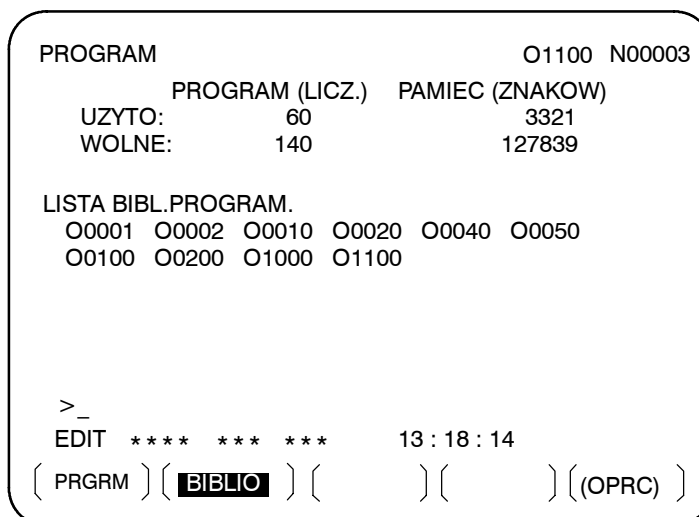 PROGRAM O1100 N00003
PROGRAM (LICZ.) PAMIEC (ZNAKOW)
UZYTO: 60 3321
WOLNE: 140 127839
LISTA BIBL.PROGRAM.
O0001 O0002 O0010 O0020 O0040 O0050
O0100 O0200 O1000 O1100
>_
EDIT **** *** *** 13 : 18 : 14
[ PRGRM ] [ BIBLIO ] [ ] [ ] [ (OPRC) ]